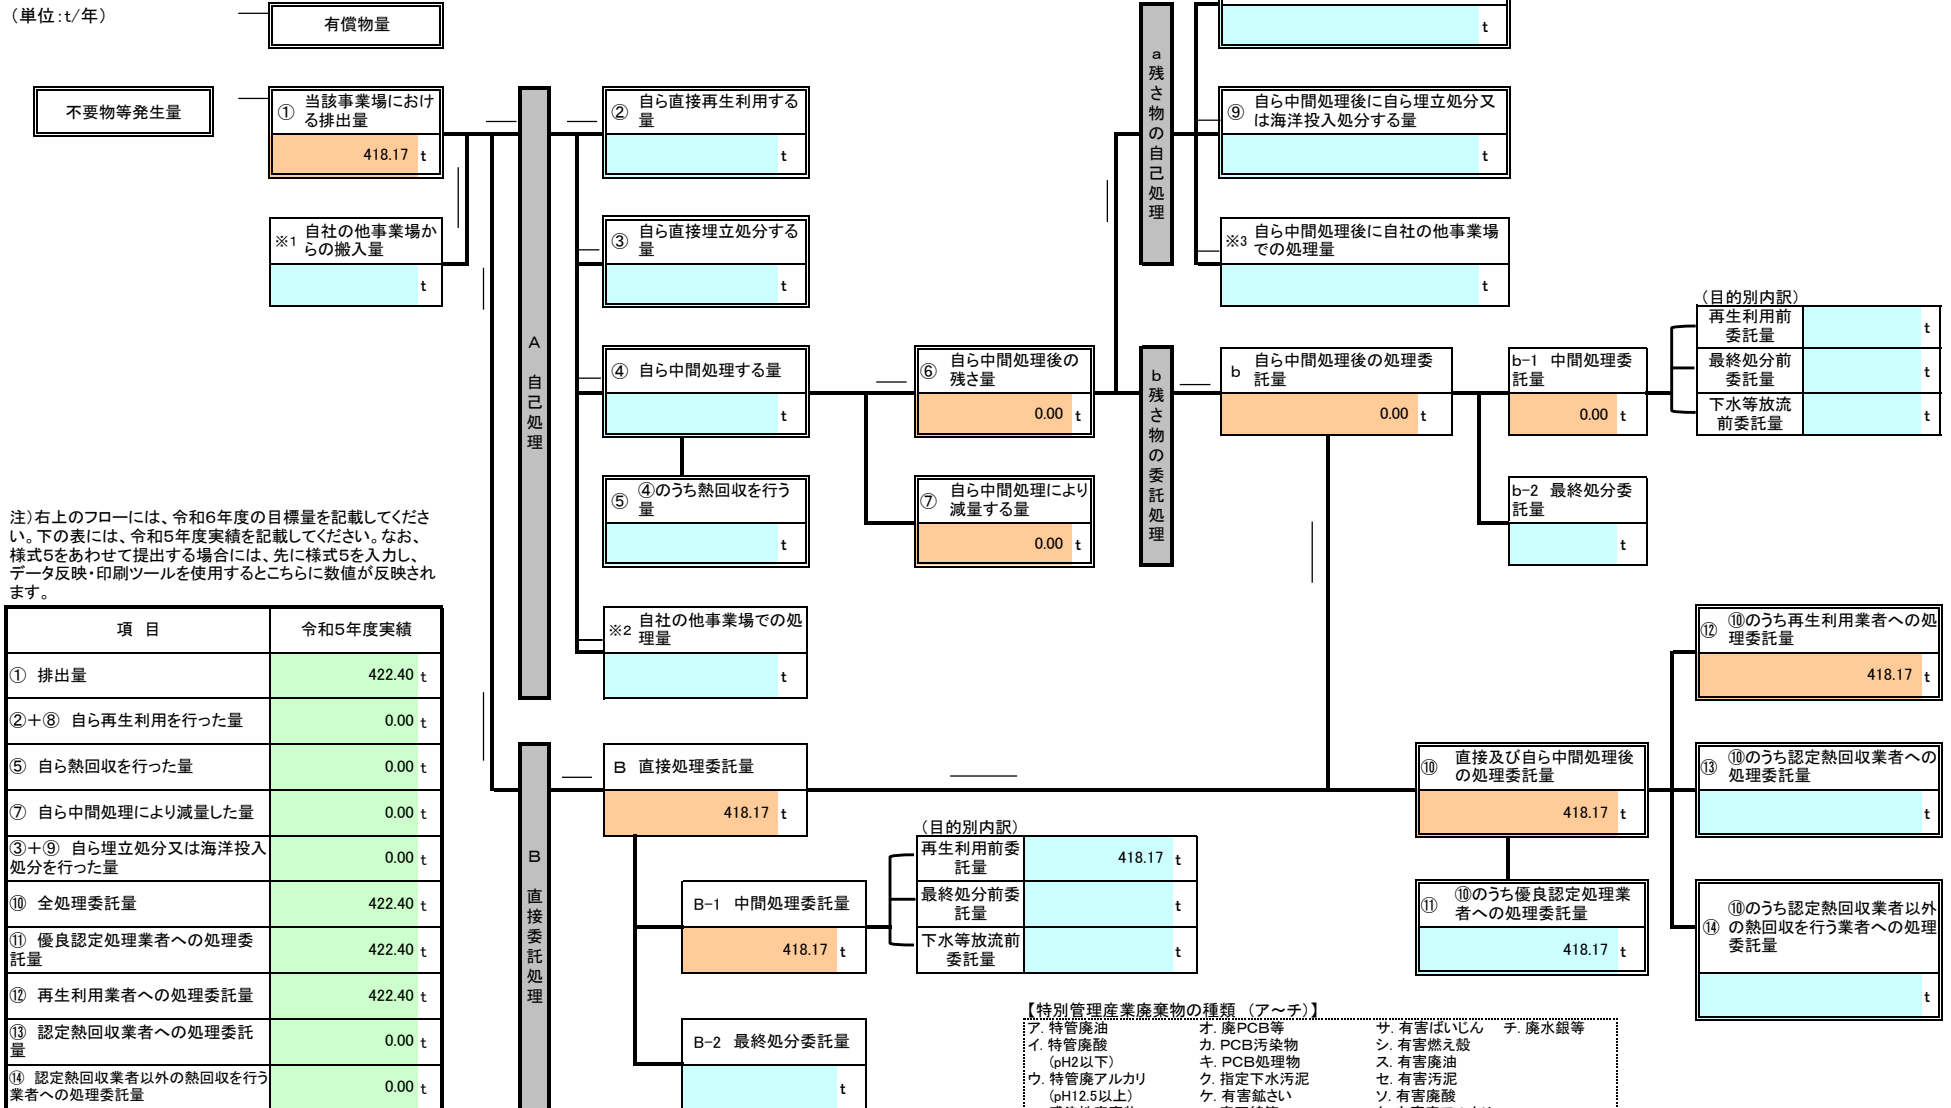 （単位：t/年）
有償物量
t
不要物等発生量
① 当該事業場におけ
る排出量
418.17 t
※1 自社の他事業場か
らの搬入量
t
A 自己処理
② 自ら直接再生利用する
量
t
③ 自ら直接埋立処分する
量
t
④ 自ら中間処理する量
t
⑤ ④のうち熱回収を行う
量
t
※2 自社の他事業場での処
理量
t
⑥ 自ら中間処理後の
残さ量
0.00 t
⑦ 自ら中間処理により
減量する量
0.00 t
a 残さ物の自己処理
⑨ 自ら中間処理後に自ら埋立処分又
は海洋投入処分する量
t
※3 自ら中間処理後に自社の他事業場
での処理量
t
b 残さ物の委託処理
b 自ら中間処理後の処理委
託量
0.00 t
b-1 中間処理委
託量
0.00 t
（目的別内訳）
再生利用前
委託量
t
最終処分前
委託量
t
下水等放流
前委託量
t
b-2 最終処分委
託量
t
注）右上のフローには、令和６年度の目標量を記載してくださ
い。下の表には、令和５年度実績を記載してください。なお、
様式５をあわせて提出する場合には、先に様式５を入力し、
データ反映・印刷ツールを使用するとこちらに数値が反映され
ます。
項 目 令和５年度実績
① 排出量 422.40 t
②＋⑧ 自ら再生利用を行った量 0.00 t
⑤ 自ら熱回収を行った量 0.00 t
⑦ 自ら中間処理により減量した量 0.00 t
③＋⑨ 自ら埋立処分又は海洋投入
処分を行った量 0.00 t
⑩ 全処理委託量 422.40 t
⑪ 優良認定処理業者への処理委
託量 422.40 t
⑫ 再生利用業者への処理委託量 422.40 t
⑬ 認定熱回収業者への処理委託
量 0.00 t
⑭ 認定熱回収業者以外の熱回収を行う
業者への処理委託量 0.00 t
B 直接委託処理
B 直接処理委託量
418.17 t
B-1 中間処理委託量
418.17 t
（目的別内訳）
再生利用前委
託量
418.17 t
最終処分前委
託量
t
下水等放流前
委託量
t
B-2 最終処分委託量
t
⑩ 直接及び自ら中間処理後
の処理委託量
418.17 t
⑪ ⑩のうち優良認定処理業
者への処理委託量
418.17 t
⑫ ⑩のうち再生利用業者への処
理委託量
418.17 t
⑬ ⑩のうち認定熱回収業者への
処理委託量
t
⑭ ⑩のうち認定熱回収業者以外
の熱回収を行う業者への処理
委託量
t
【特別管理産業廃棄物の種類 （ア～チ）】
ア. 特管廃油 オ. 廃PCB等 サ. 有害ばいじん チ. 廃水銀等
イ. 特管廃酸 カ. PCB汚染物 シ. 有害燃え殻
(pH2以下) キ. PCB処理物 ス. 有害廃油
ウ. 特管廃アルカリ ク. 指定下水汚泥 セ. 有害汚泥
(pH12.5以上) ケ. 有害鉱さい ソ. 有害廃酸